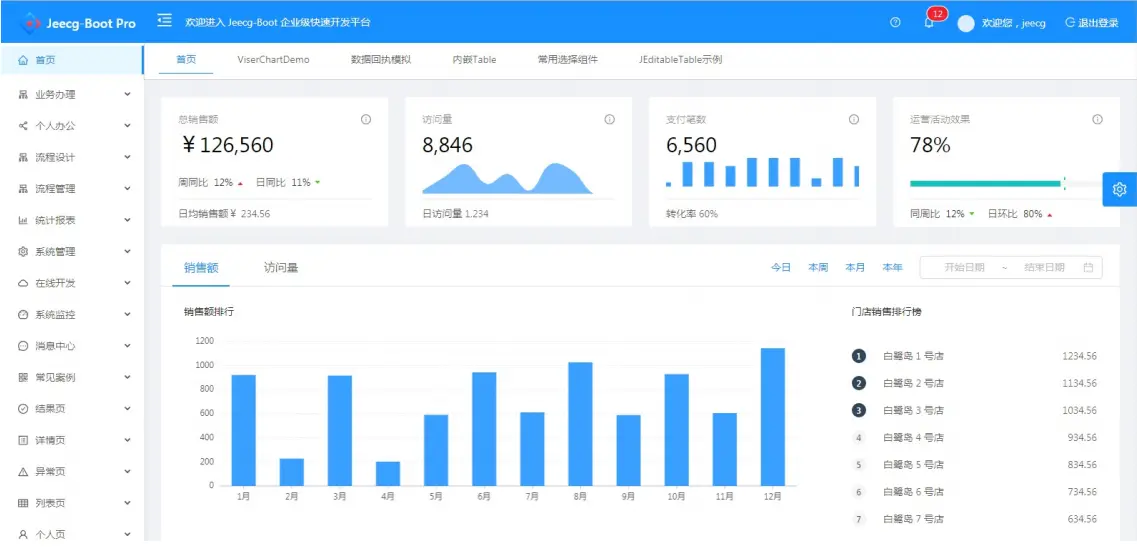 Jeecg-Boot Pro
欢迎进入 Jeecg-Boot 企业级快速开发平台
12
欢迎您，jeecg
退出登录
首页
业务办理
个人办公
流程设计
流程管理
统计报表
系统管理
在线开发
系统监控
消息中心
常见案例
结果页
详情页
异常页
列表页
个人页
首页 ViserChartDemo 数据回执模拟 内嵌Table 常用选择组件 JEditableTable示例
总销售额
￥126,560
周同比 12% 日同比 11%
日均销售额￥ 234.56
访问量
8,846
日访问量 1,234
支付笔数
6,560
转化率 60%
运营活动效果
78%
同周比 12% 日环比 80%
销售额 访问量
今日 本周 本月 本年 开始日期 ~ 结束日期
销售额排行
1200
1000
800
600
400
200
0
1月 2月 3月 4月 5月 6月 7月 8月 9月 10月 11月 12月
门店销售排行榜
1 白鹭岛 1 号店 1234.56
2 白鹭岛 2 号店 1134.56
3 白鹭岛 3 号店 1034.56
4 白鹭岛 4 号店 934.56
5 白鹭岛 5 号店 834.56
6 白鹭岛 6 号店 734.56
7 白鹭岛 7 号店 634.56